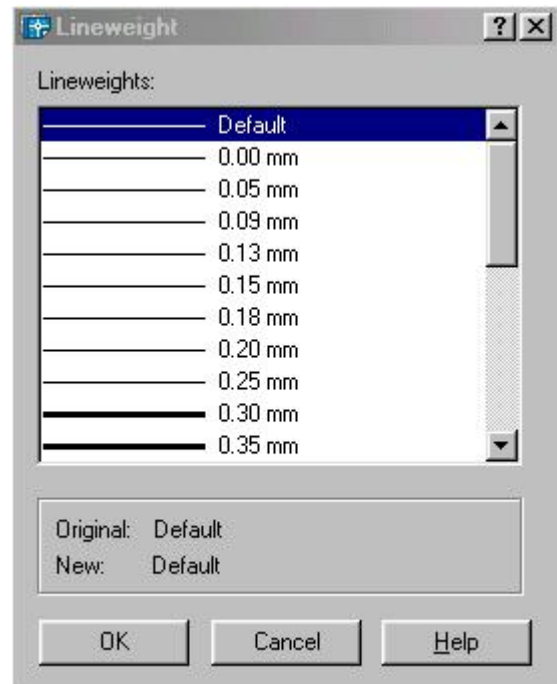 Lineweight
Lineweights:
Default
0.00 mm
0.05 mm
0.09 mm
0.13 mm
0.15 mm
0.18 mm
0.20 mm
0.25 mm
0.30 mm
0.35 mm
Original: Default
New: Default
OK Cancel Help